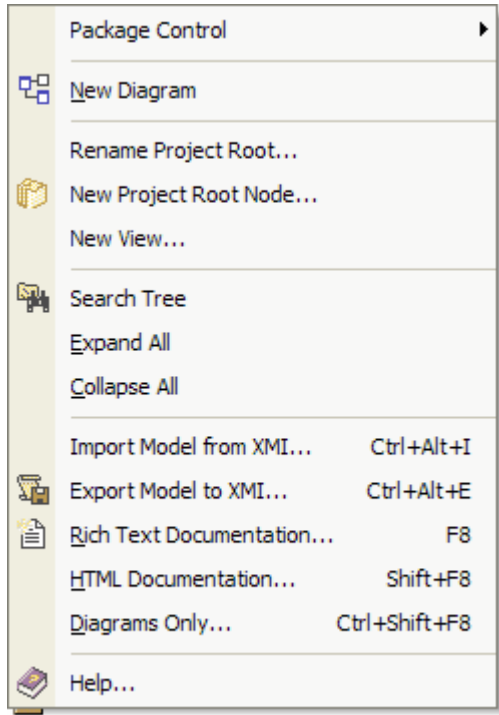 Package Control
New Diagram
Rename Project Root...
New Project Root Node...
New View...
Search Tree
Expand All
Collapse All
Import Model from XMI... Ctrl+Alt+I
Export Model to XMI... Ctrl+Alt+E
Rich Text Documentation... F8
HTML Documentation... Shift+F8
Diagrams Only... Ctrl+Shift+F8
Help...